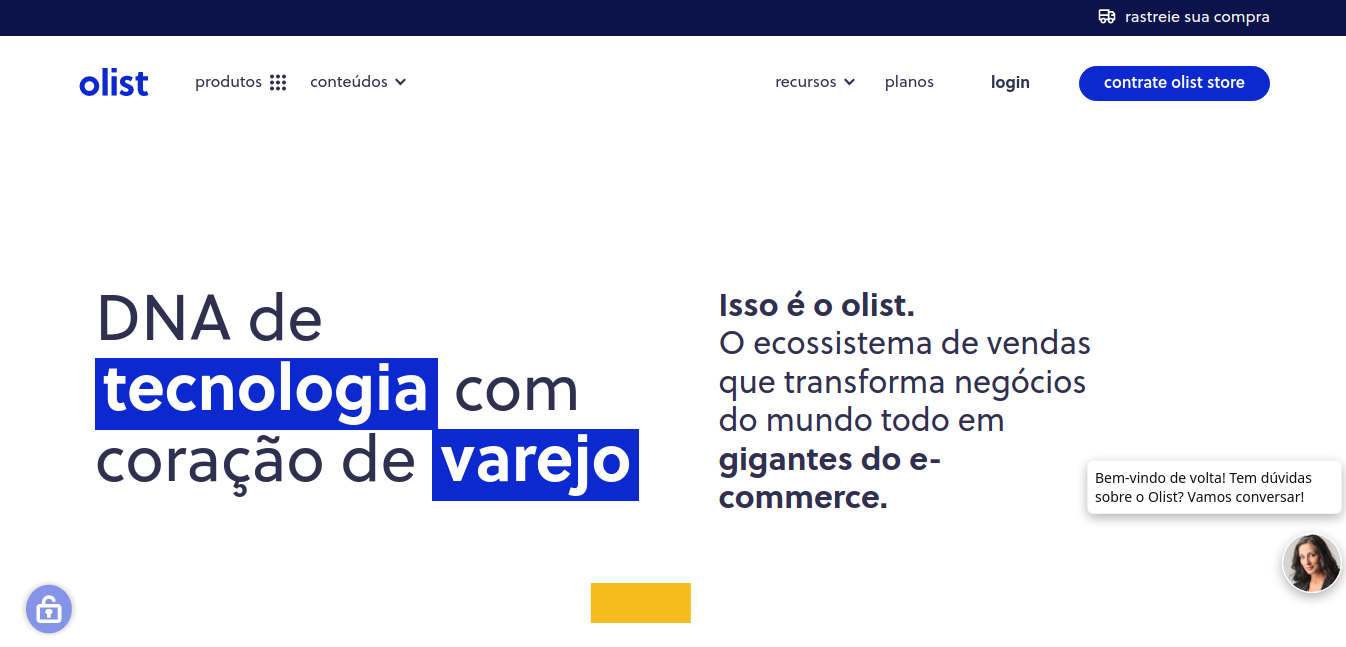 rastreie sua compra
olist
produtos
conteúdos
recursos
planos
login
contrate olist store
DNA de
tecnologia com
coração de varejo
Isso é o olist.
O ecossistema de vendas
que transforma negócios
do mundo todo em
gigantes do e-
commerce.
Bem-vindo de volta! Tem dúvidas
sobre o Olist? Vamos conversar!